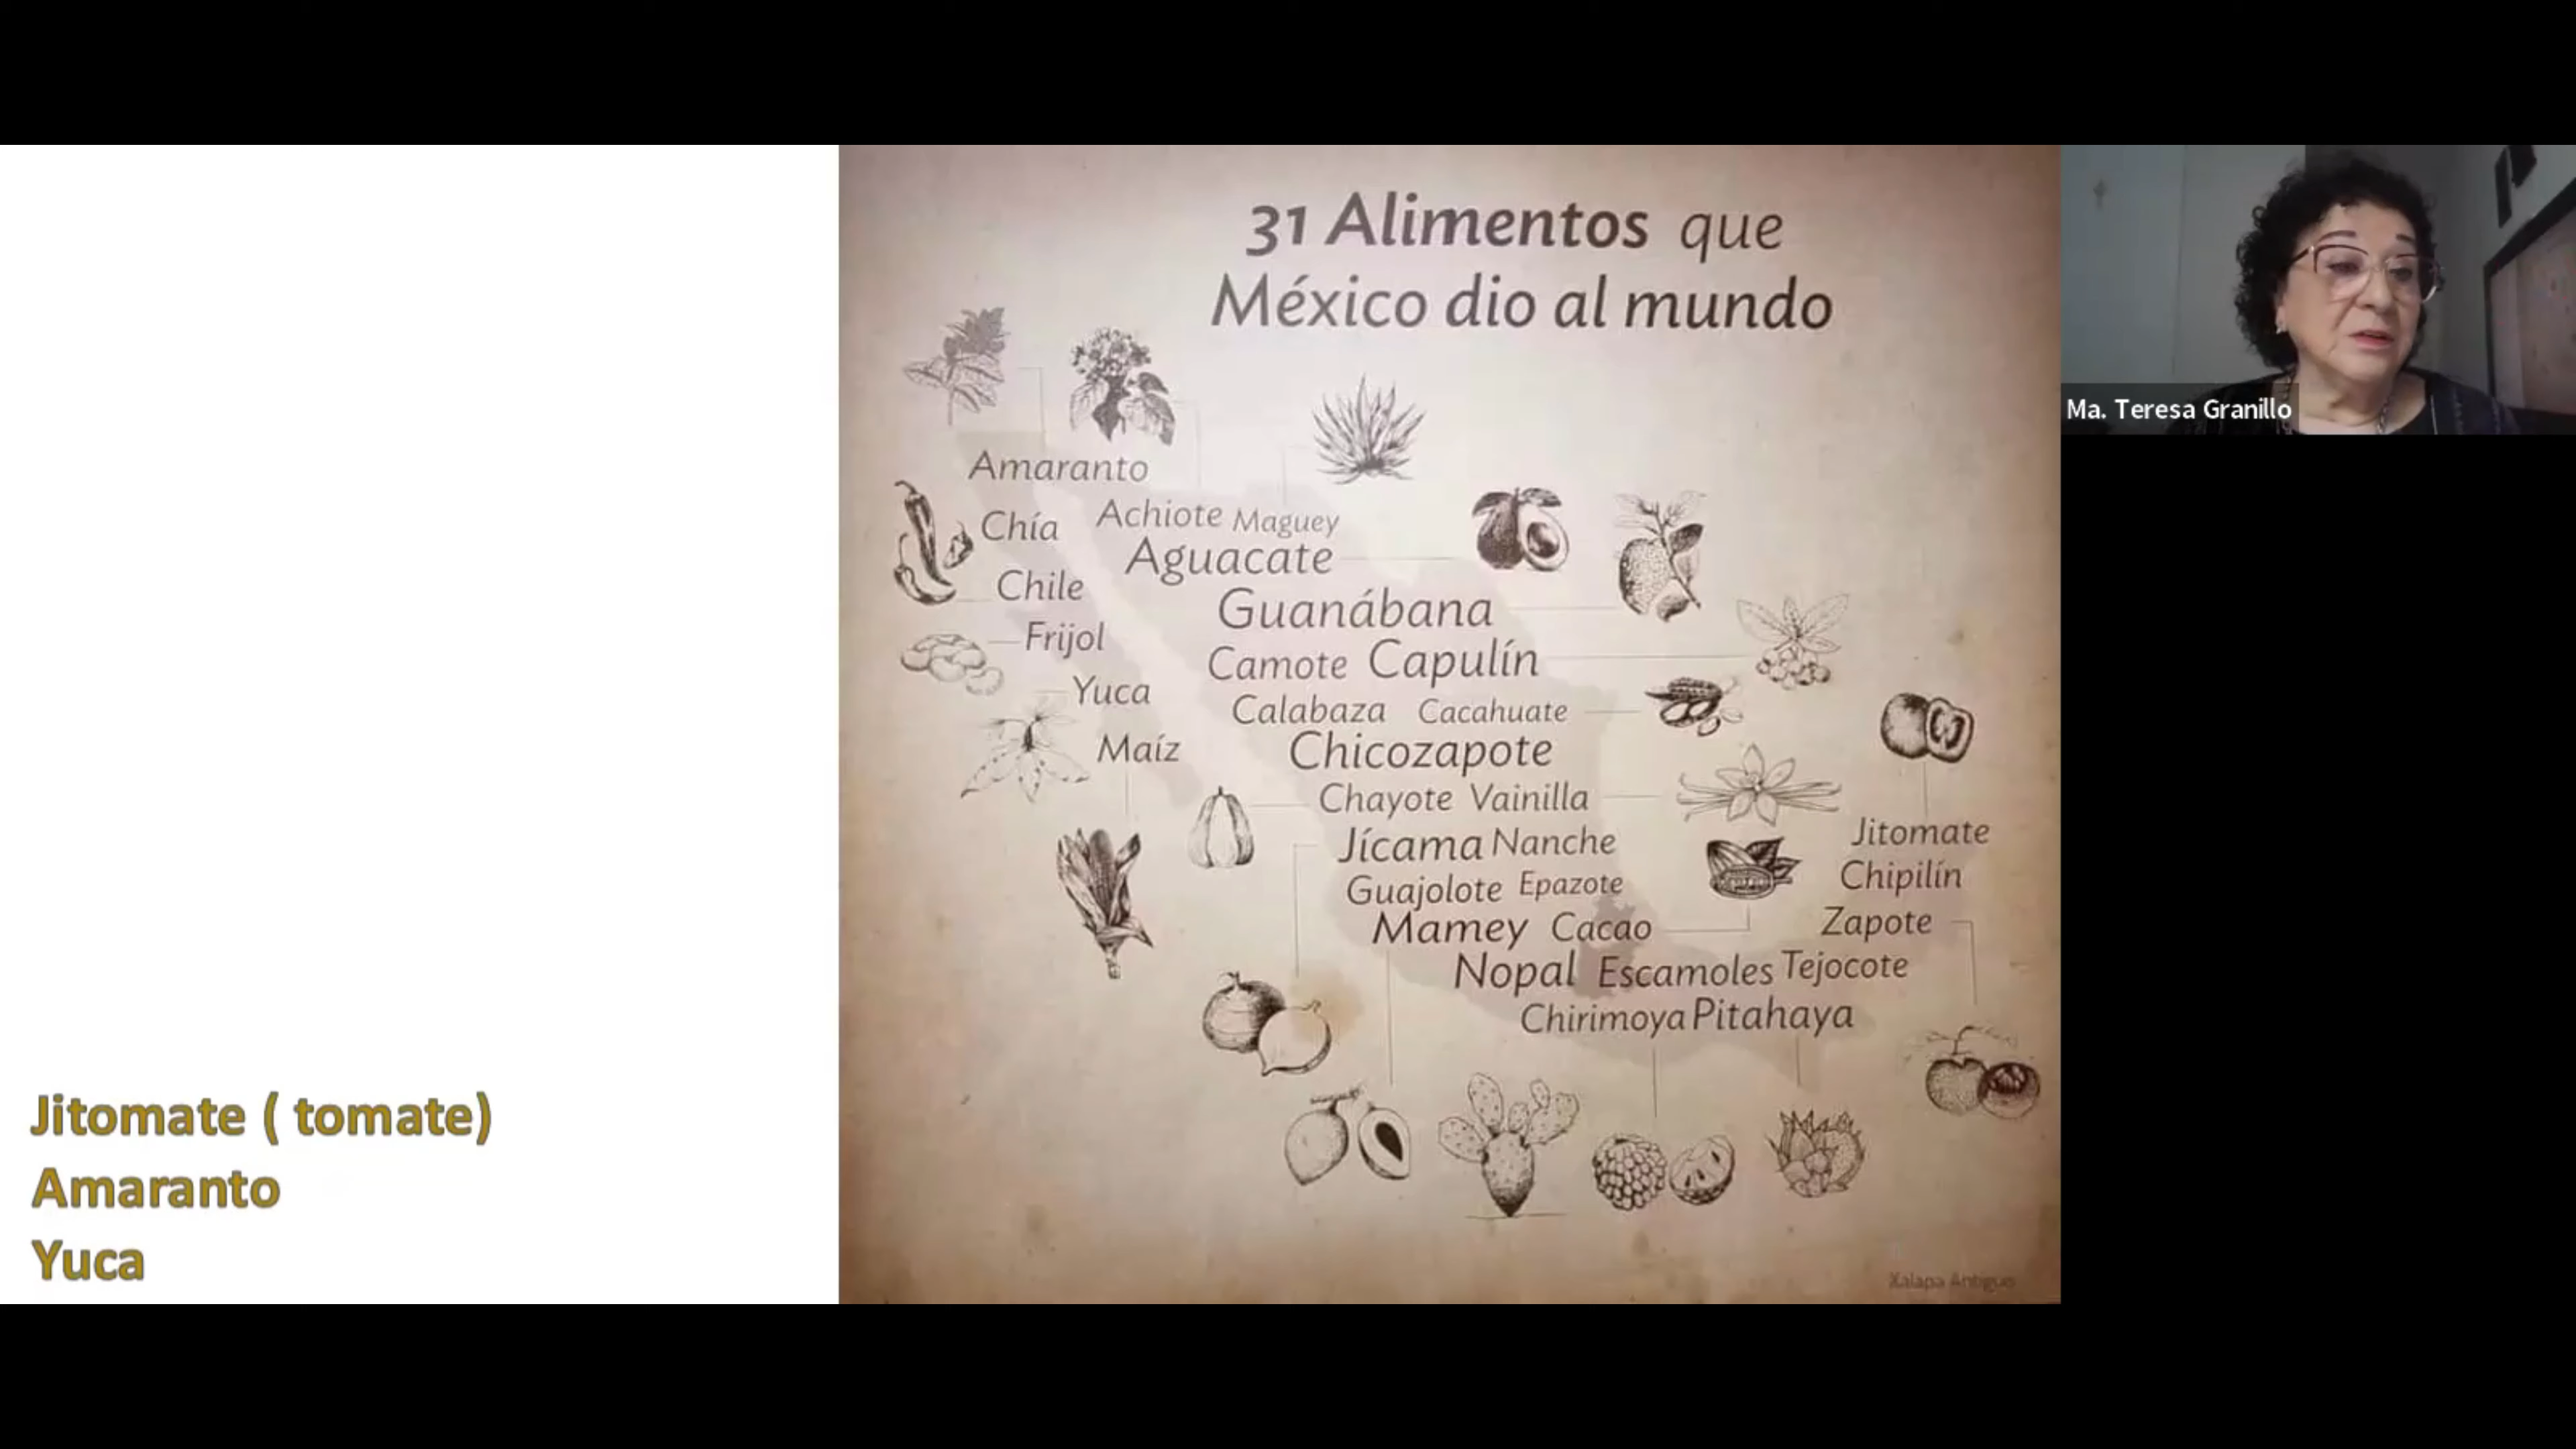 31 Alimentos que
México dio al mundo
Amaranto
Chía
Chile
Frijol
Yuca
Maíz
Achiote Maguey
Aguacate
Guanábana
Camote Capulín
Calabaza Cacahuate
Chicozapote
Chayote Vainilla
Jícama Nanche
Guajolote Epazote
Mamey Cacao
Nopal Escamoles Tejocote
Chirimoya Pitahaya
Jitomate
Chipilín
Zapote
Xalapa Antiguo
Jitomate ( tomate)
Amaranto
Yuca
Ma. Teresa Granillo